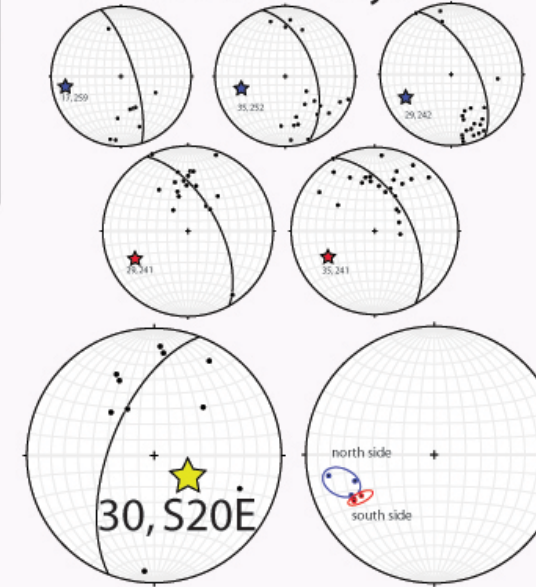 17, 259
35, 252
29, 242
29, 241
35, 241
30, S20E
north side
south side